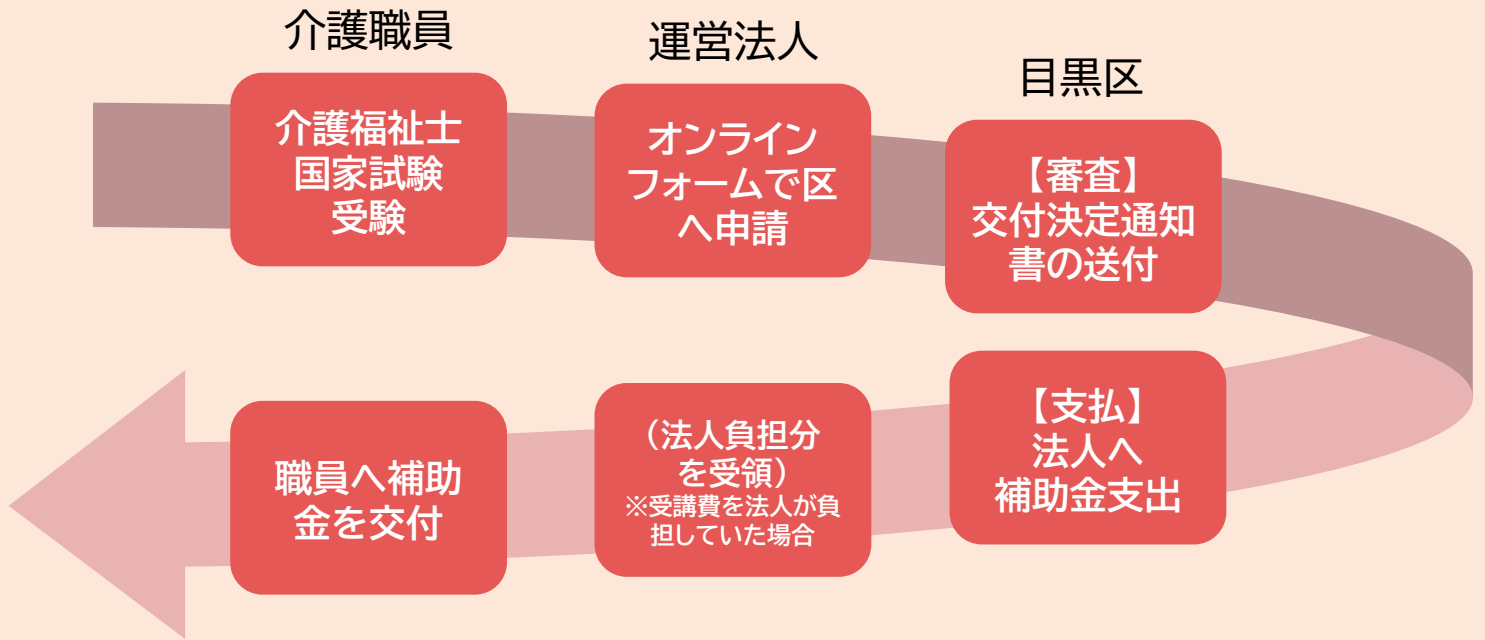 介護職員
運営法人
目黒区
介護福祉士
国家試験
受験
オンライン
フォームで区
へ申請
【審査】
交付決定通知
書の送付
【支払】
法人へ
補助金支出
（法人負担分
を受領）
※受講費を法人が負
担していた場合
職員へ補助
金を交付